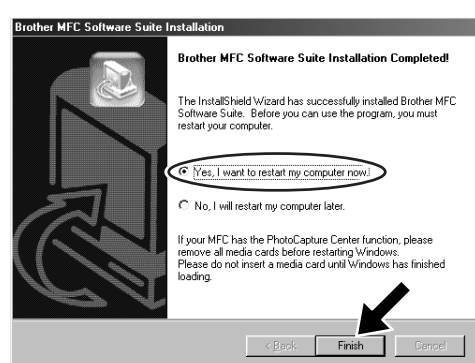 Brother MFC Software Suite Installation
Brother MFC Software Suite Installation Completed!
The InstallShield Wizard has successfully installed Brother MFC
Software Suite. Before you can use the program, you must
restart your computer.
Yes, I want to restart my computer now.
No, I will restart my computer later.
If your MFC has the PhotoCapture Center function, please
remove all media cards before restarting Windows.
Please do not insert a media card until Windows has finished
loading.
< Back Finish Cancel